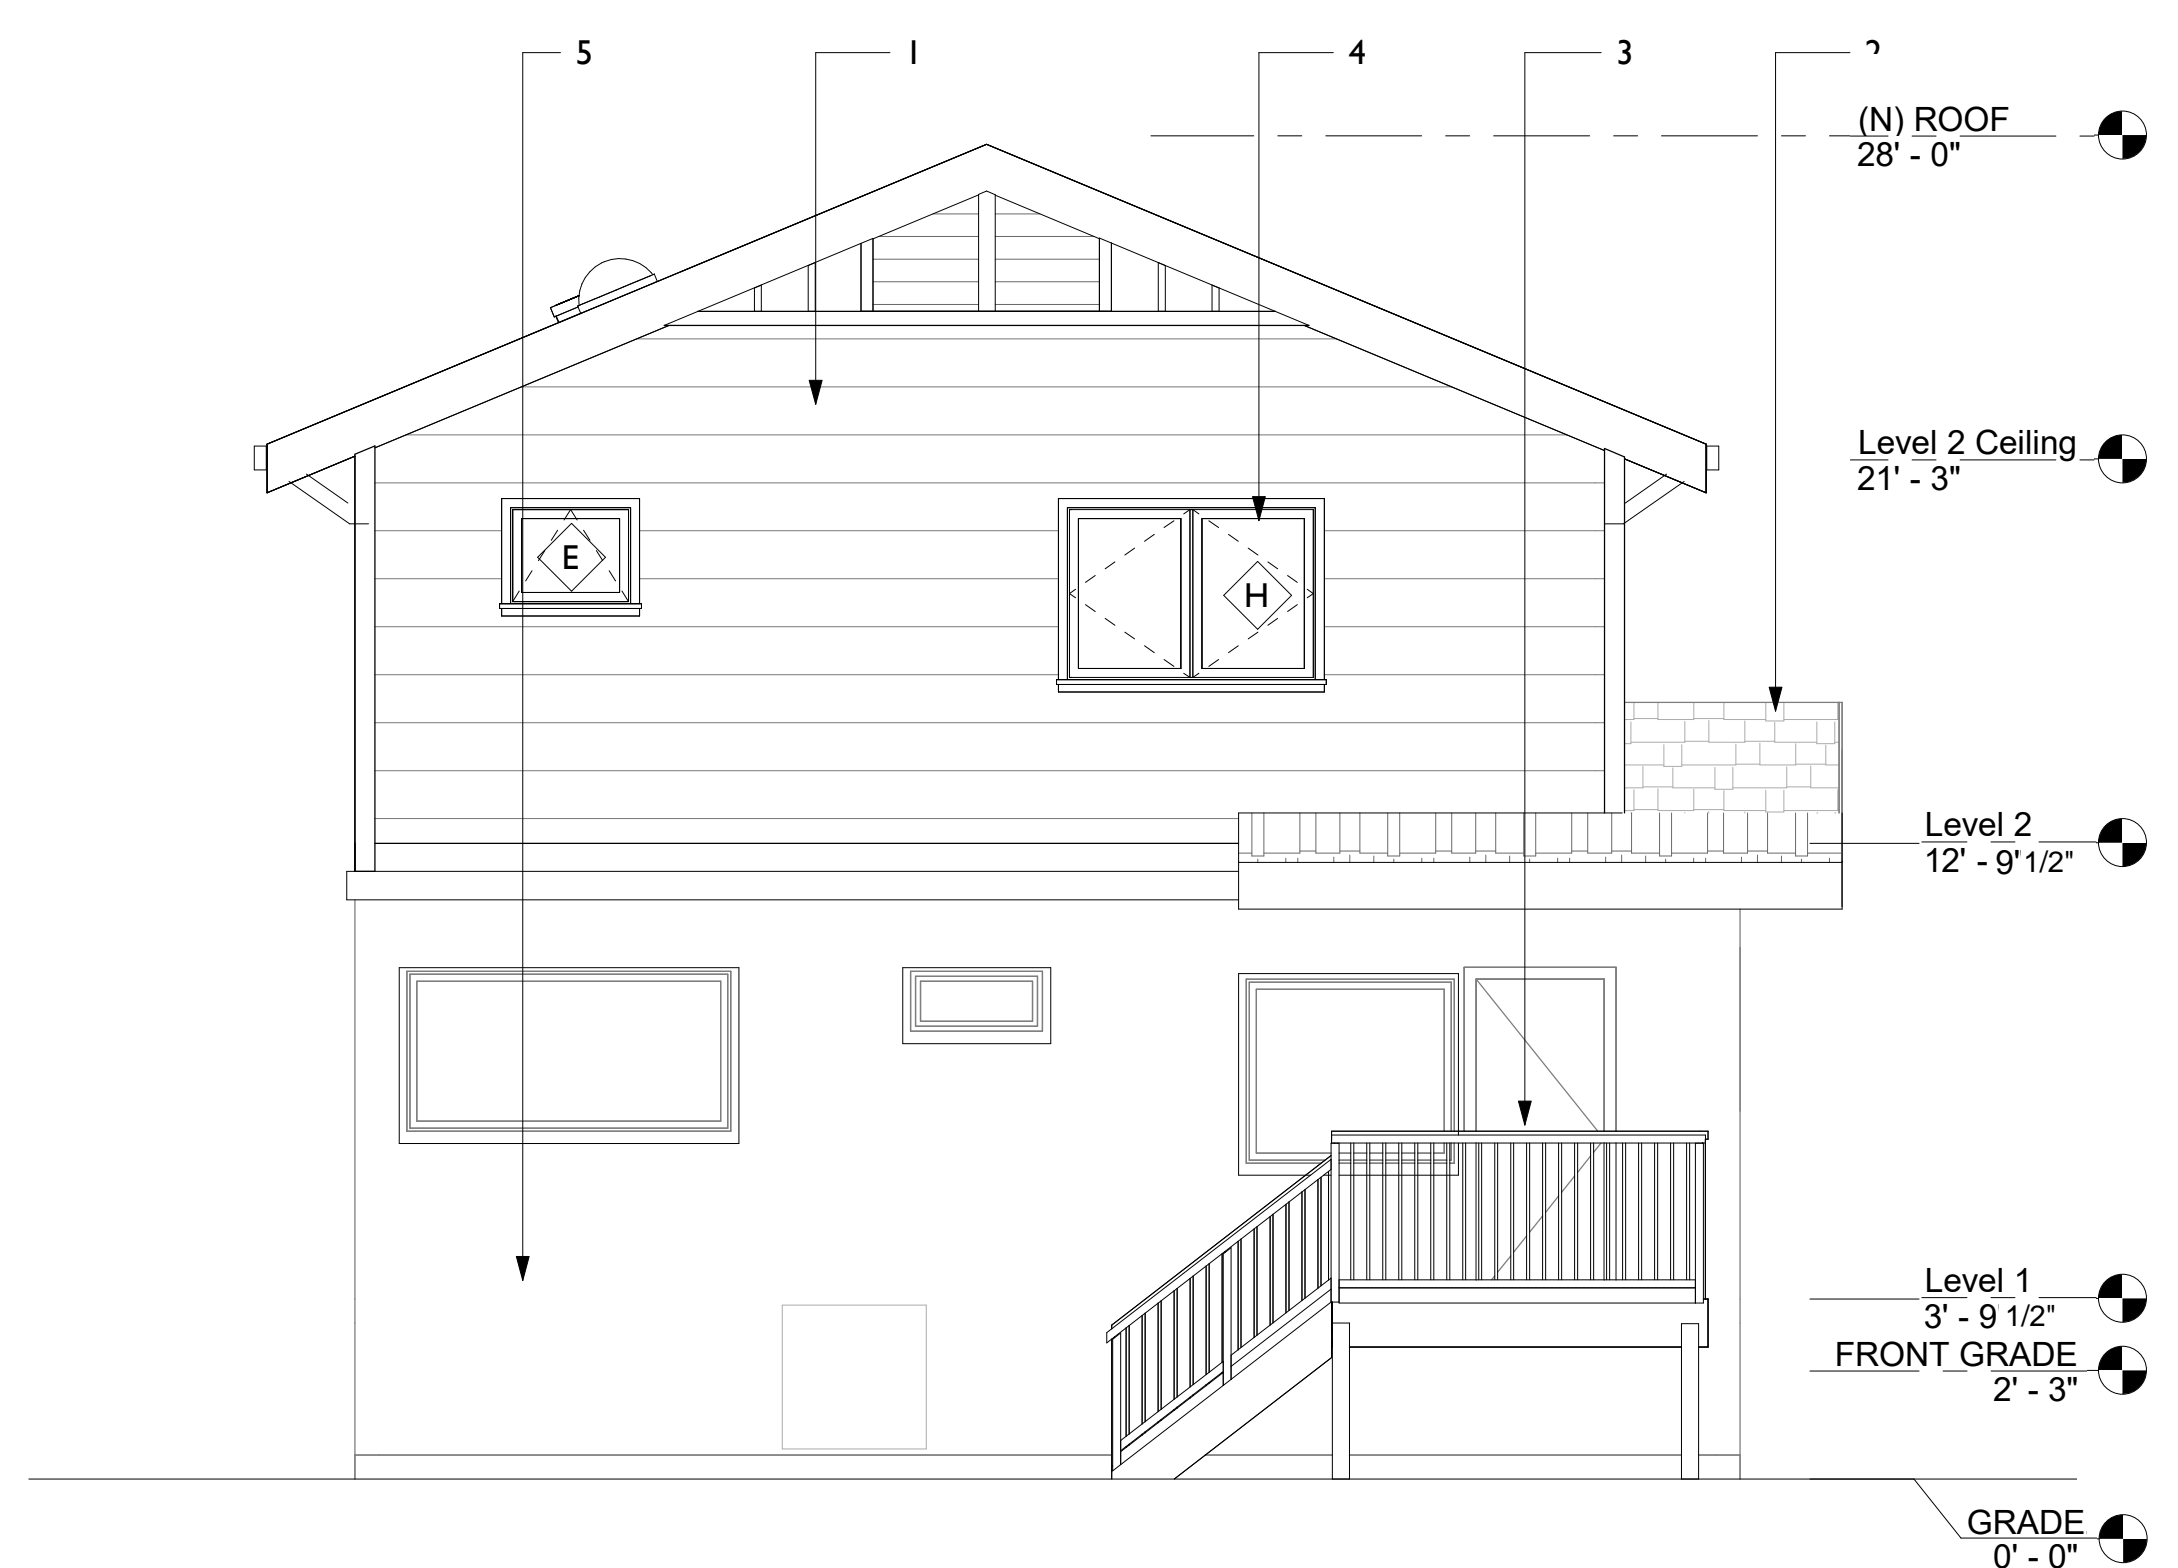 5 1 4 3
(N) ROOF
28' - 0"
Level 2 Ceiling
21' - 3"
E
H
Level 2
12' - 9 1/2"
Level 1
3' - 9 1/2"
FRONT GRADE
2' - 3"
GRADE
0' - 0"